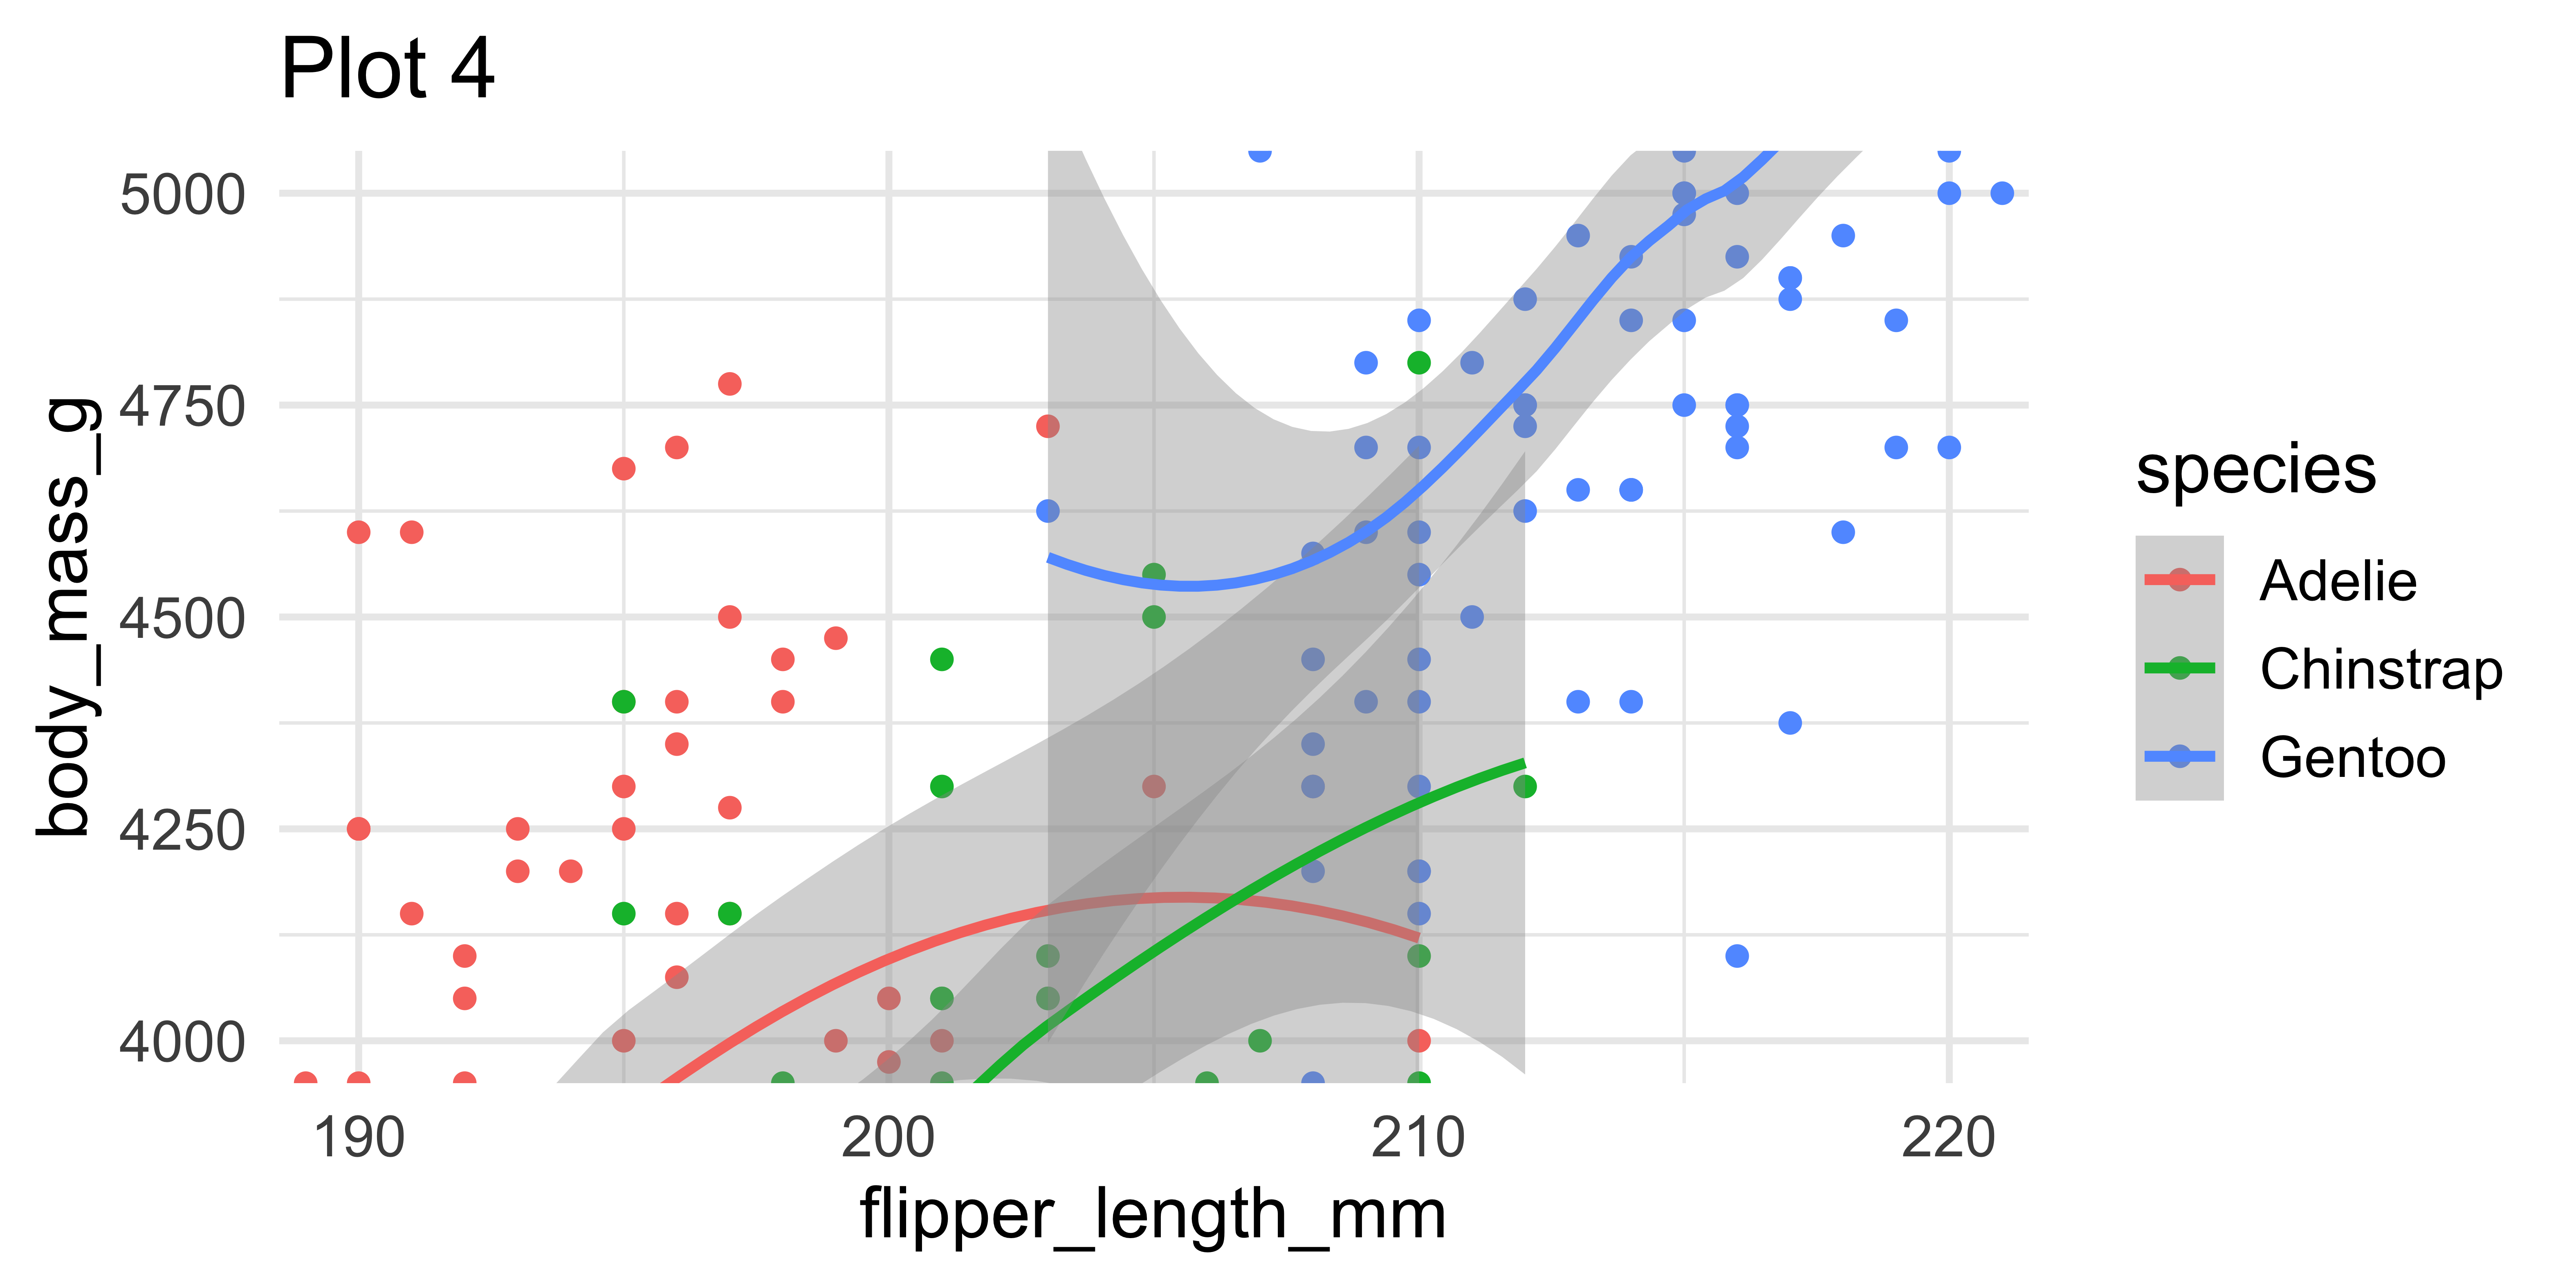 Plot 4
body_mass_g
5000
4750
4500
4250
4000
190 200 210 220
flipper_length_mm
species
Adelie
Chinstrap
Gentoo